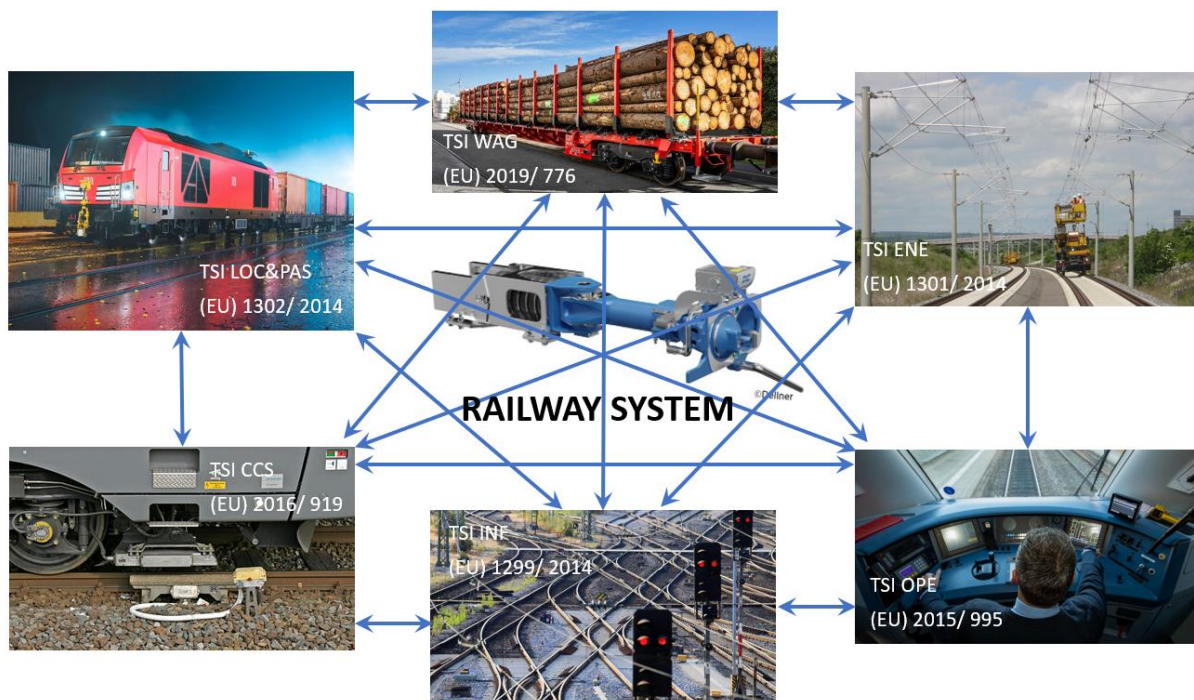 TSI WAG
(EU) 2019/ 776
TSI LOC&PAS
(EU) 1302/ 2014
TSI ENE
(EU) 1301/ 2014
©Dellner
RAILWAY SYSTEM
TSI CCS
(EU) 2016/ 919
TSI INF
(EU) 1299/ 2014
TSI OPE
(EU) 2015/ 995